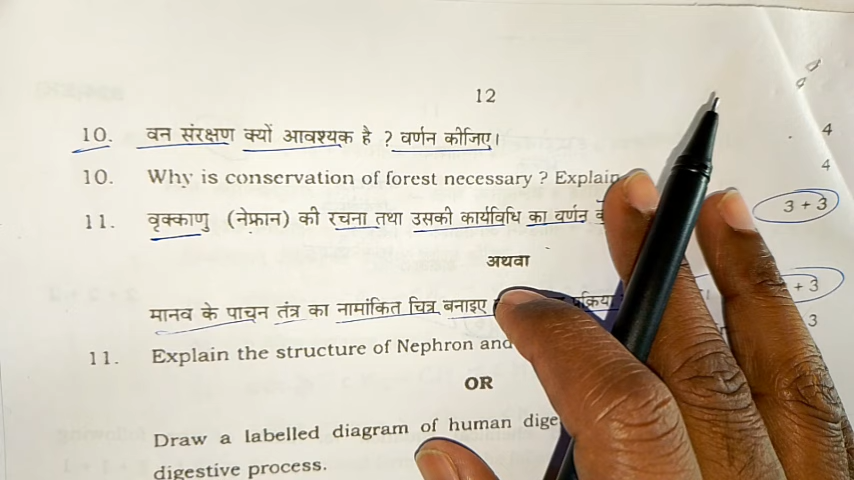 12
10. वन संरक्षण क्यों आवश्यक है ? वर्णन कीजिए। 4
10. Why is conservation of forest necessary ? Explain 4
11. वृक्काणु (नेफ्रान) की रचना तथा उसकी कार्यविधि का वर्णन 3 + 3
अथवा
मानव के पाचन तंत्र का नामांकित चित्र बनाइए प्रक्रिया + 3
11. Explain the structure of Nephron and 3
OR
Draw a labelled diagram of human
digestive process.